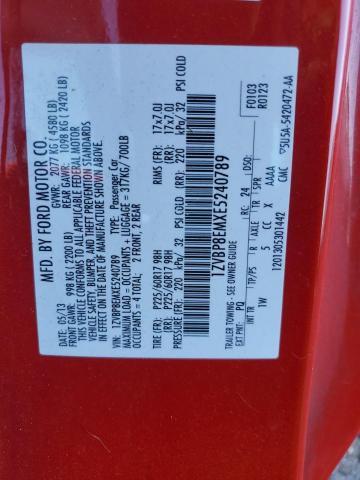 MFD. BY FORD MOTOR CO.
DATE: 05/13 GVWR: 2077 KG ( 4580 LB)
FRONT GAWR: 998 KG ( 2200 LB) REAR GAWR: 1098 KG ( 2420 LB)
THIS VEHICLE CONFORMS TO ALL APPLICABLE FEDERAL MOTOR
VEHICLE SAFETY, BUMPER, AND THEFT PREVENTION STANDARDS
IN EFFECT ON THE DATE OF MANUFACTURE SHOWN ABOVE.
VIN: 1ZVBP8EMXE5240789 TYPE: Passenger Car
MAXIMUM LOAD = OCCUPANTS + LUGGAGE = 317KG/ 700LB
OCCUPANTS = 4 TOTAL, 2 FRONT, 2 REAR
TIRE (FR): P225/60R17 98H RIMS (FR): 17x7.0J
TIRE (RR): P225/60R17 98H RIMS (RR): 17x7.0J
PRESSURE (FR): 220 kPa/ 32 PSI COLD (RR): 220 kPa/ 32 PSI COLD
1ZVBP8EMXE5240789
TRAILER TOWING - SEE OWNER GUIDE
F0103
R0123
EXT PNT: PQ RC: 24 DSO:
INT TR TP/PS R AXLE TR SPR
1W 5 CC X AAAA
1201305301442 CMC 5U5A-5420472-AA